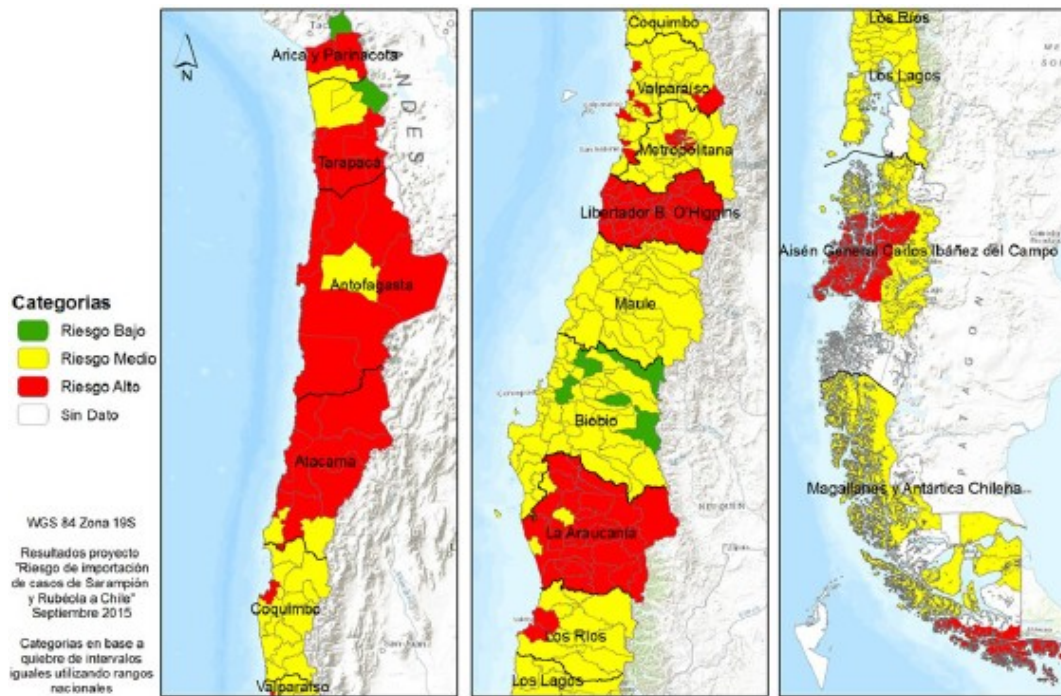 Categorias
Riesgo Bajo
Riesgo Medio
Riesgo Alto
Sin Dato
WGS 84 Zona 19S
Resultados proyecto
"Riesgo de importación
de casos de Sarampión
y Rubéola a Chile"
Septiembre 2015
Categorias en base a
quiebre de intervalos
iguales utilizando rangos
nacionales
N
Arica y Parinacota
N D E S
Tarapacá
Antofagasta
Atacama
Coquimbo
Valparaíso
Coquimbo
Valparaíso
Metropolitana
Libertador B. O'Higgins
Maule
Biobio
La Araucanía
Los Ríos
Los Lagos
Los Ríos
Los Lagos
Aisén General Carlos Ibáñez del Campo
P A T A G O N
Magallanes y Antártica Chilena